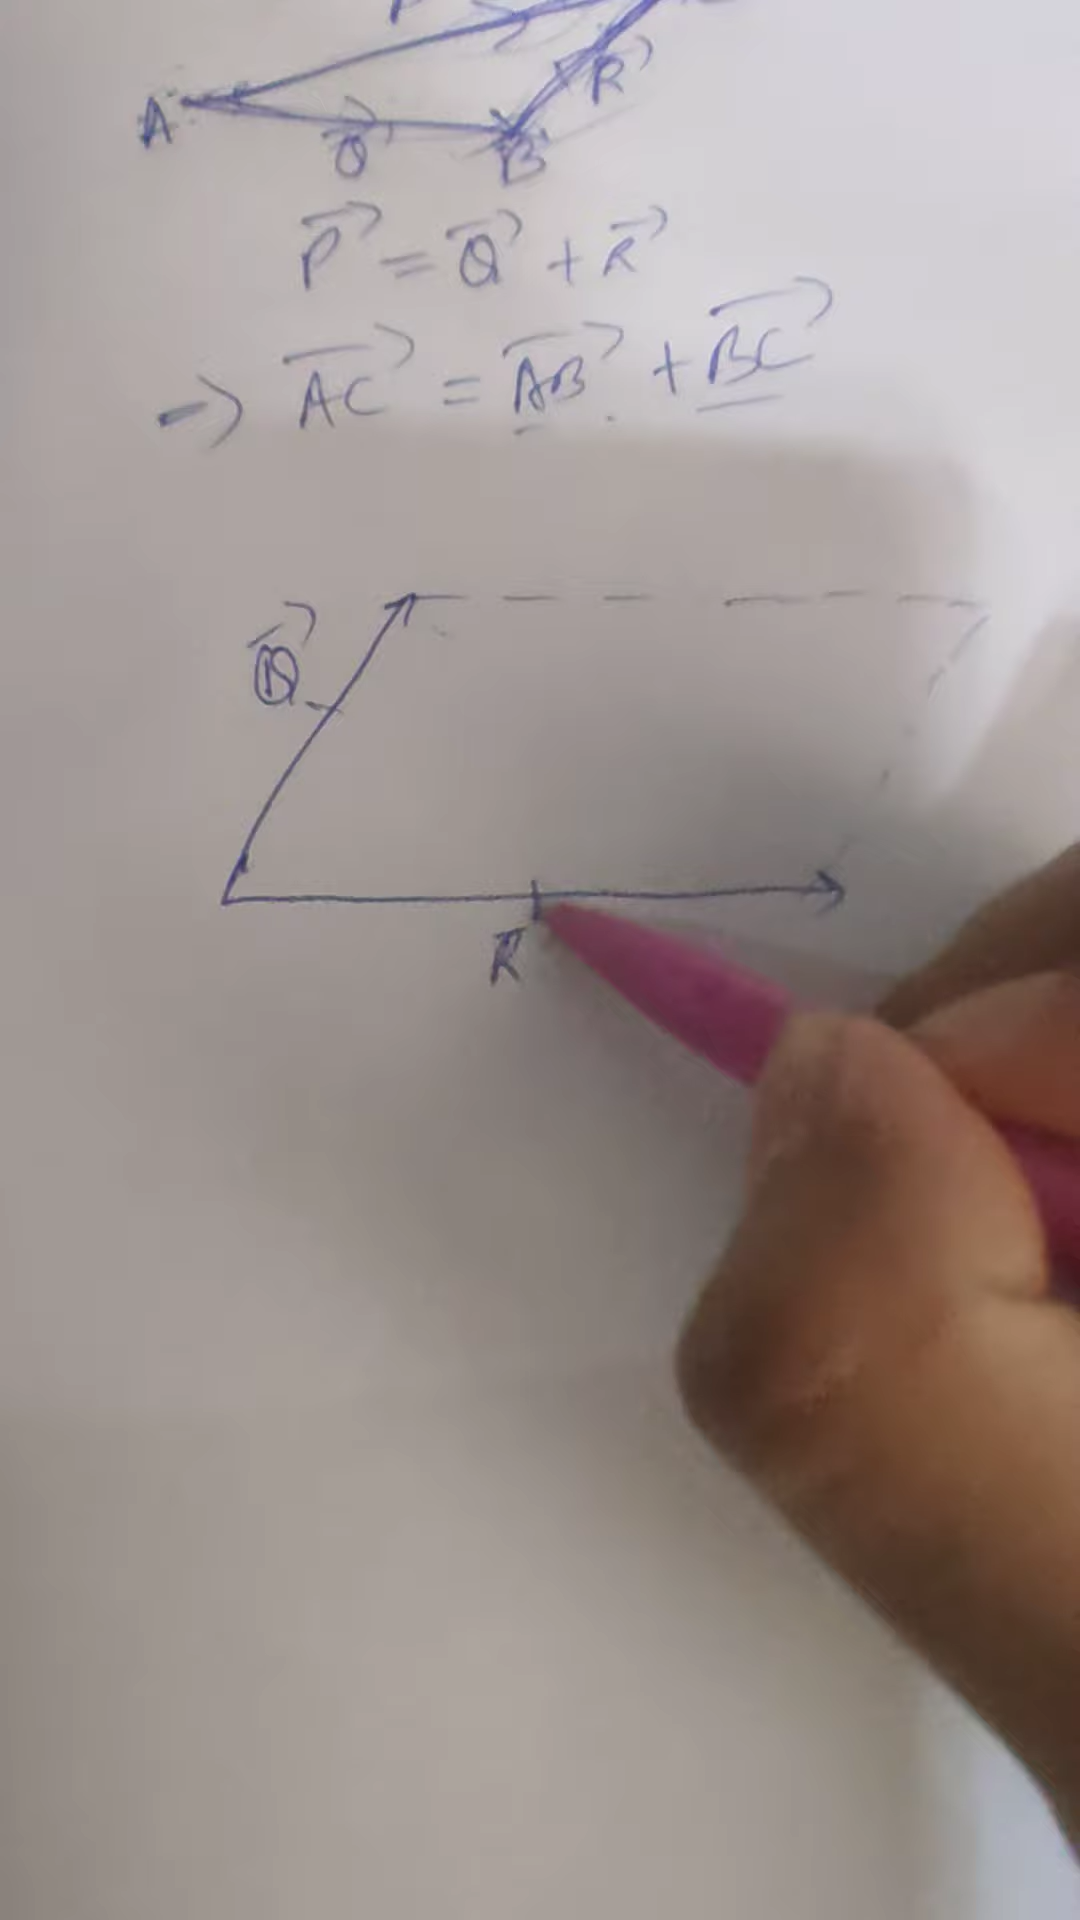 P
A
R⃗
Q⃗
B
P⃗ = Q⃗ + R⃗
→ AC⃗ = AB⃗ + BC⃗
Q⃗
R